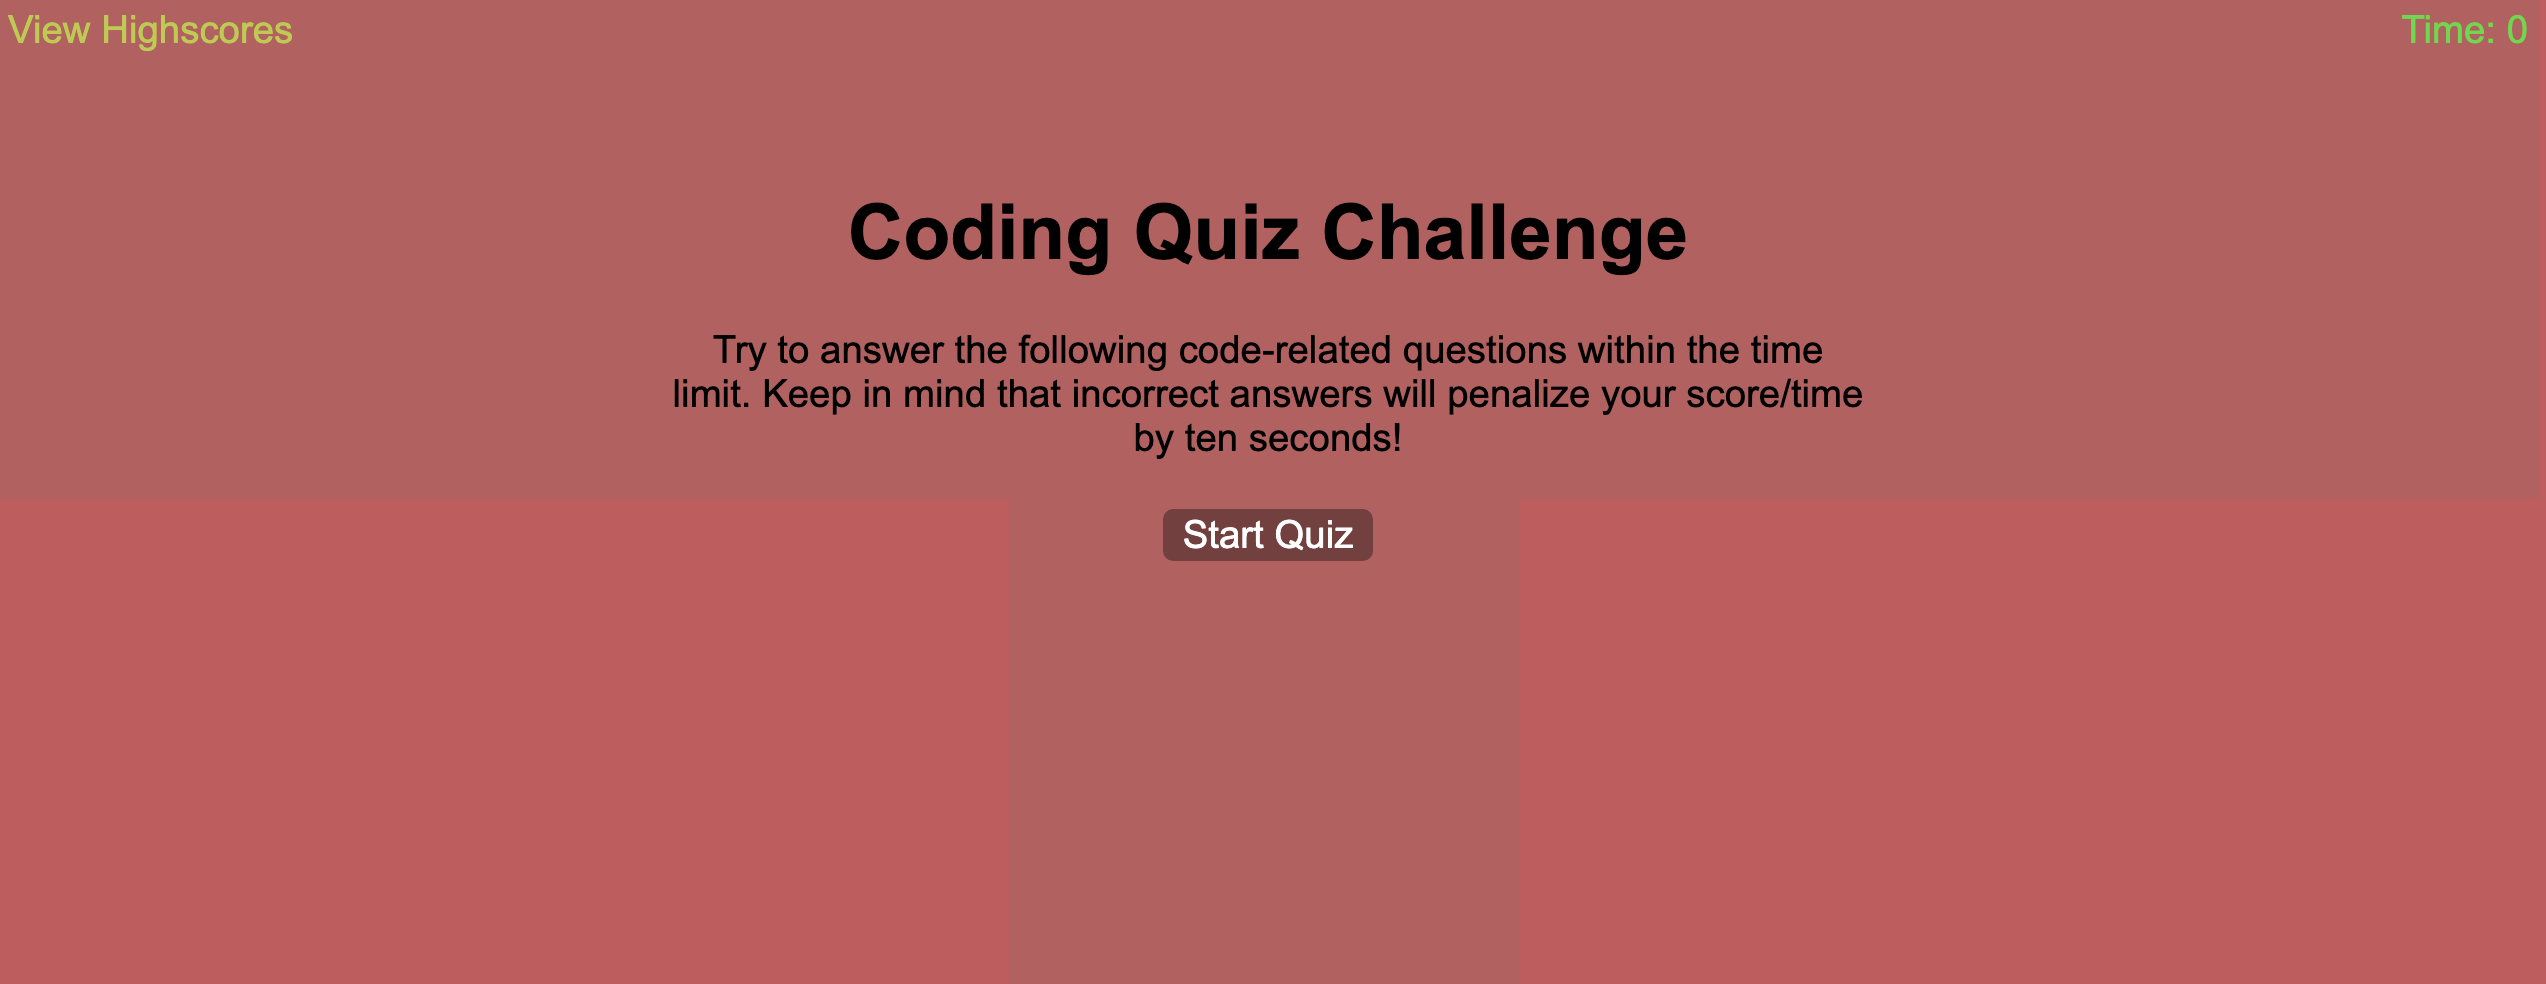 View Highscores
Time: 0
Coding Quiz Challenge
Try to answer the following code-related questions within the time
limit. Keep in mind that incorrect answers will penalize your score/time
by ten seconds!
Start Quiz